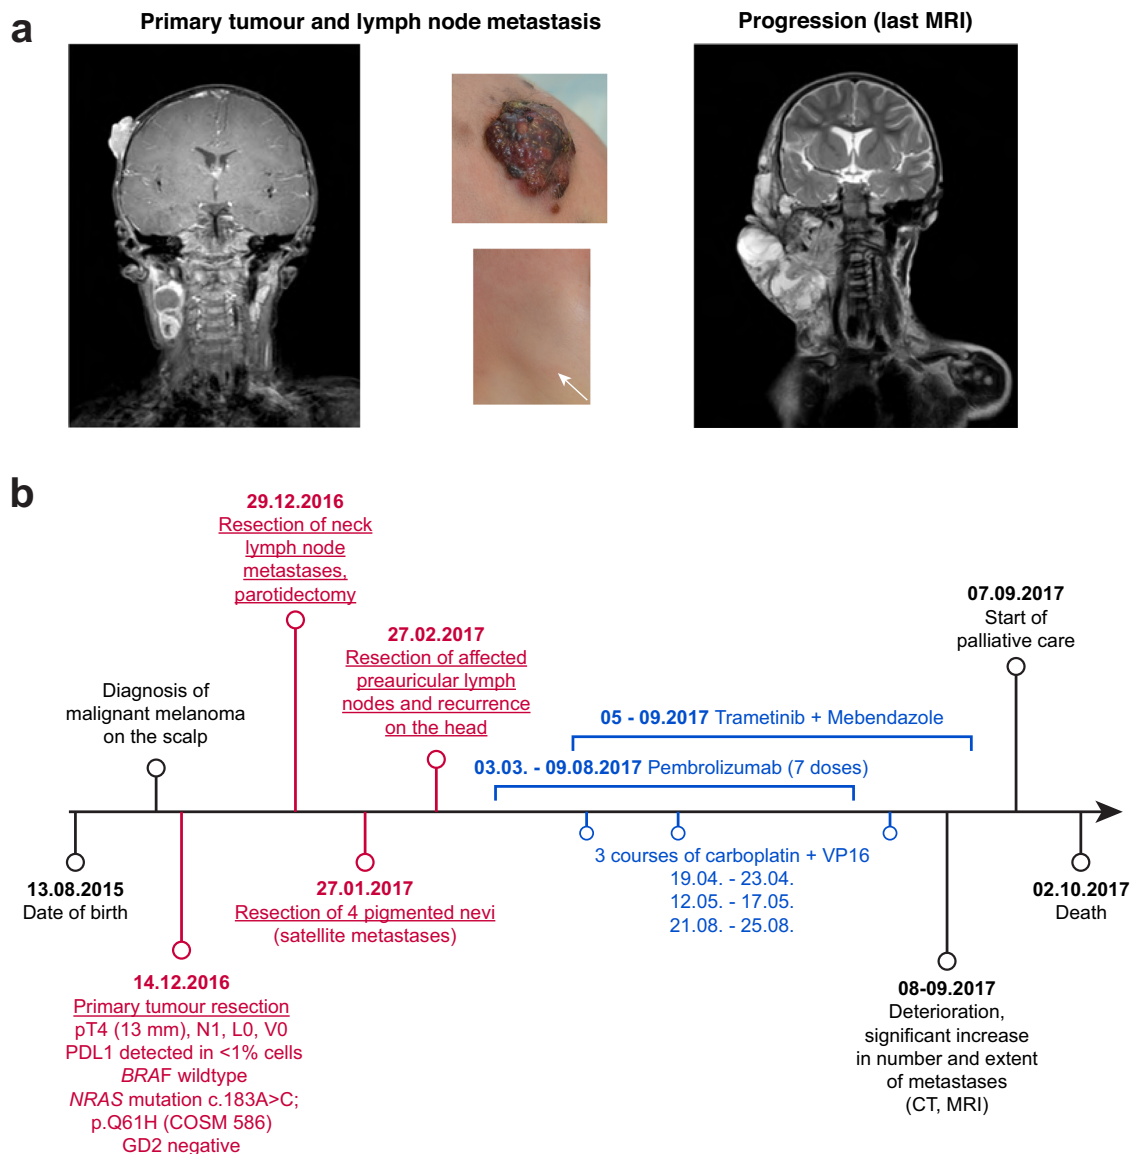 a
Primary tumour and lymph node metastasis
Progression (last MRI)
b
29.12.2016
Resection of neck
lymph node
metastases,
parotidectomy
27.02.2017
Resection of affected
preauricular lymph
nodes and recurrence
on the head
07.09.2017
Start of
palliative care
Diagnosis of
malignant melanoma
on the scalp
05 - 09.2017 Trametinib + Mebendazole
03.03. - 09.08.2017 Pembrolizumab (7 doses)
13.08.2015
Date of birth
27.01.2017
Resection of 4 pigmented nevi
(satellite metastases)
3 courses of carboplatin + VP16
19.04. - 23.04.
12.05. - 17.05.
21.08. - 25.08.
02.10.2017
Death
14.12.2016
Primary tumour resection
pT4 (13 mm), N1, L0, V0
PDL1 detected in <1% cells
BRAF wildtype
NRAS mutation c.183A>C;
p.Q61H (COSM 586)
GD2 negative
08-09.2017
Deterioration,
significant increase
in number and extent
of metastases
(CT, MRI)